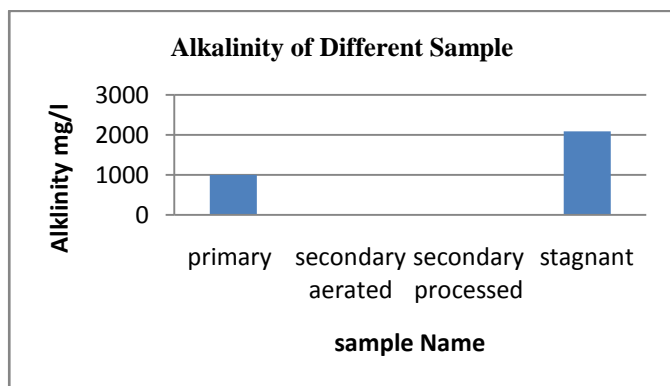 Alkalinity of Different Sample
Alklinity mg/l
3000
2000
1000
0
primary
secondary aerated
secondary processed
stagnant
sample Name